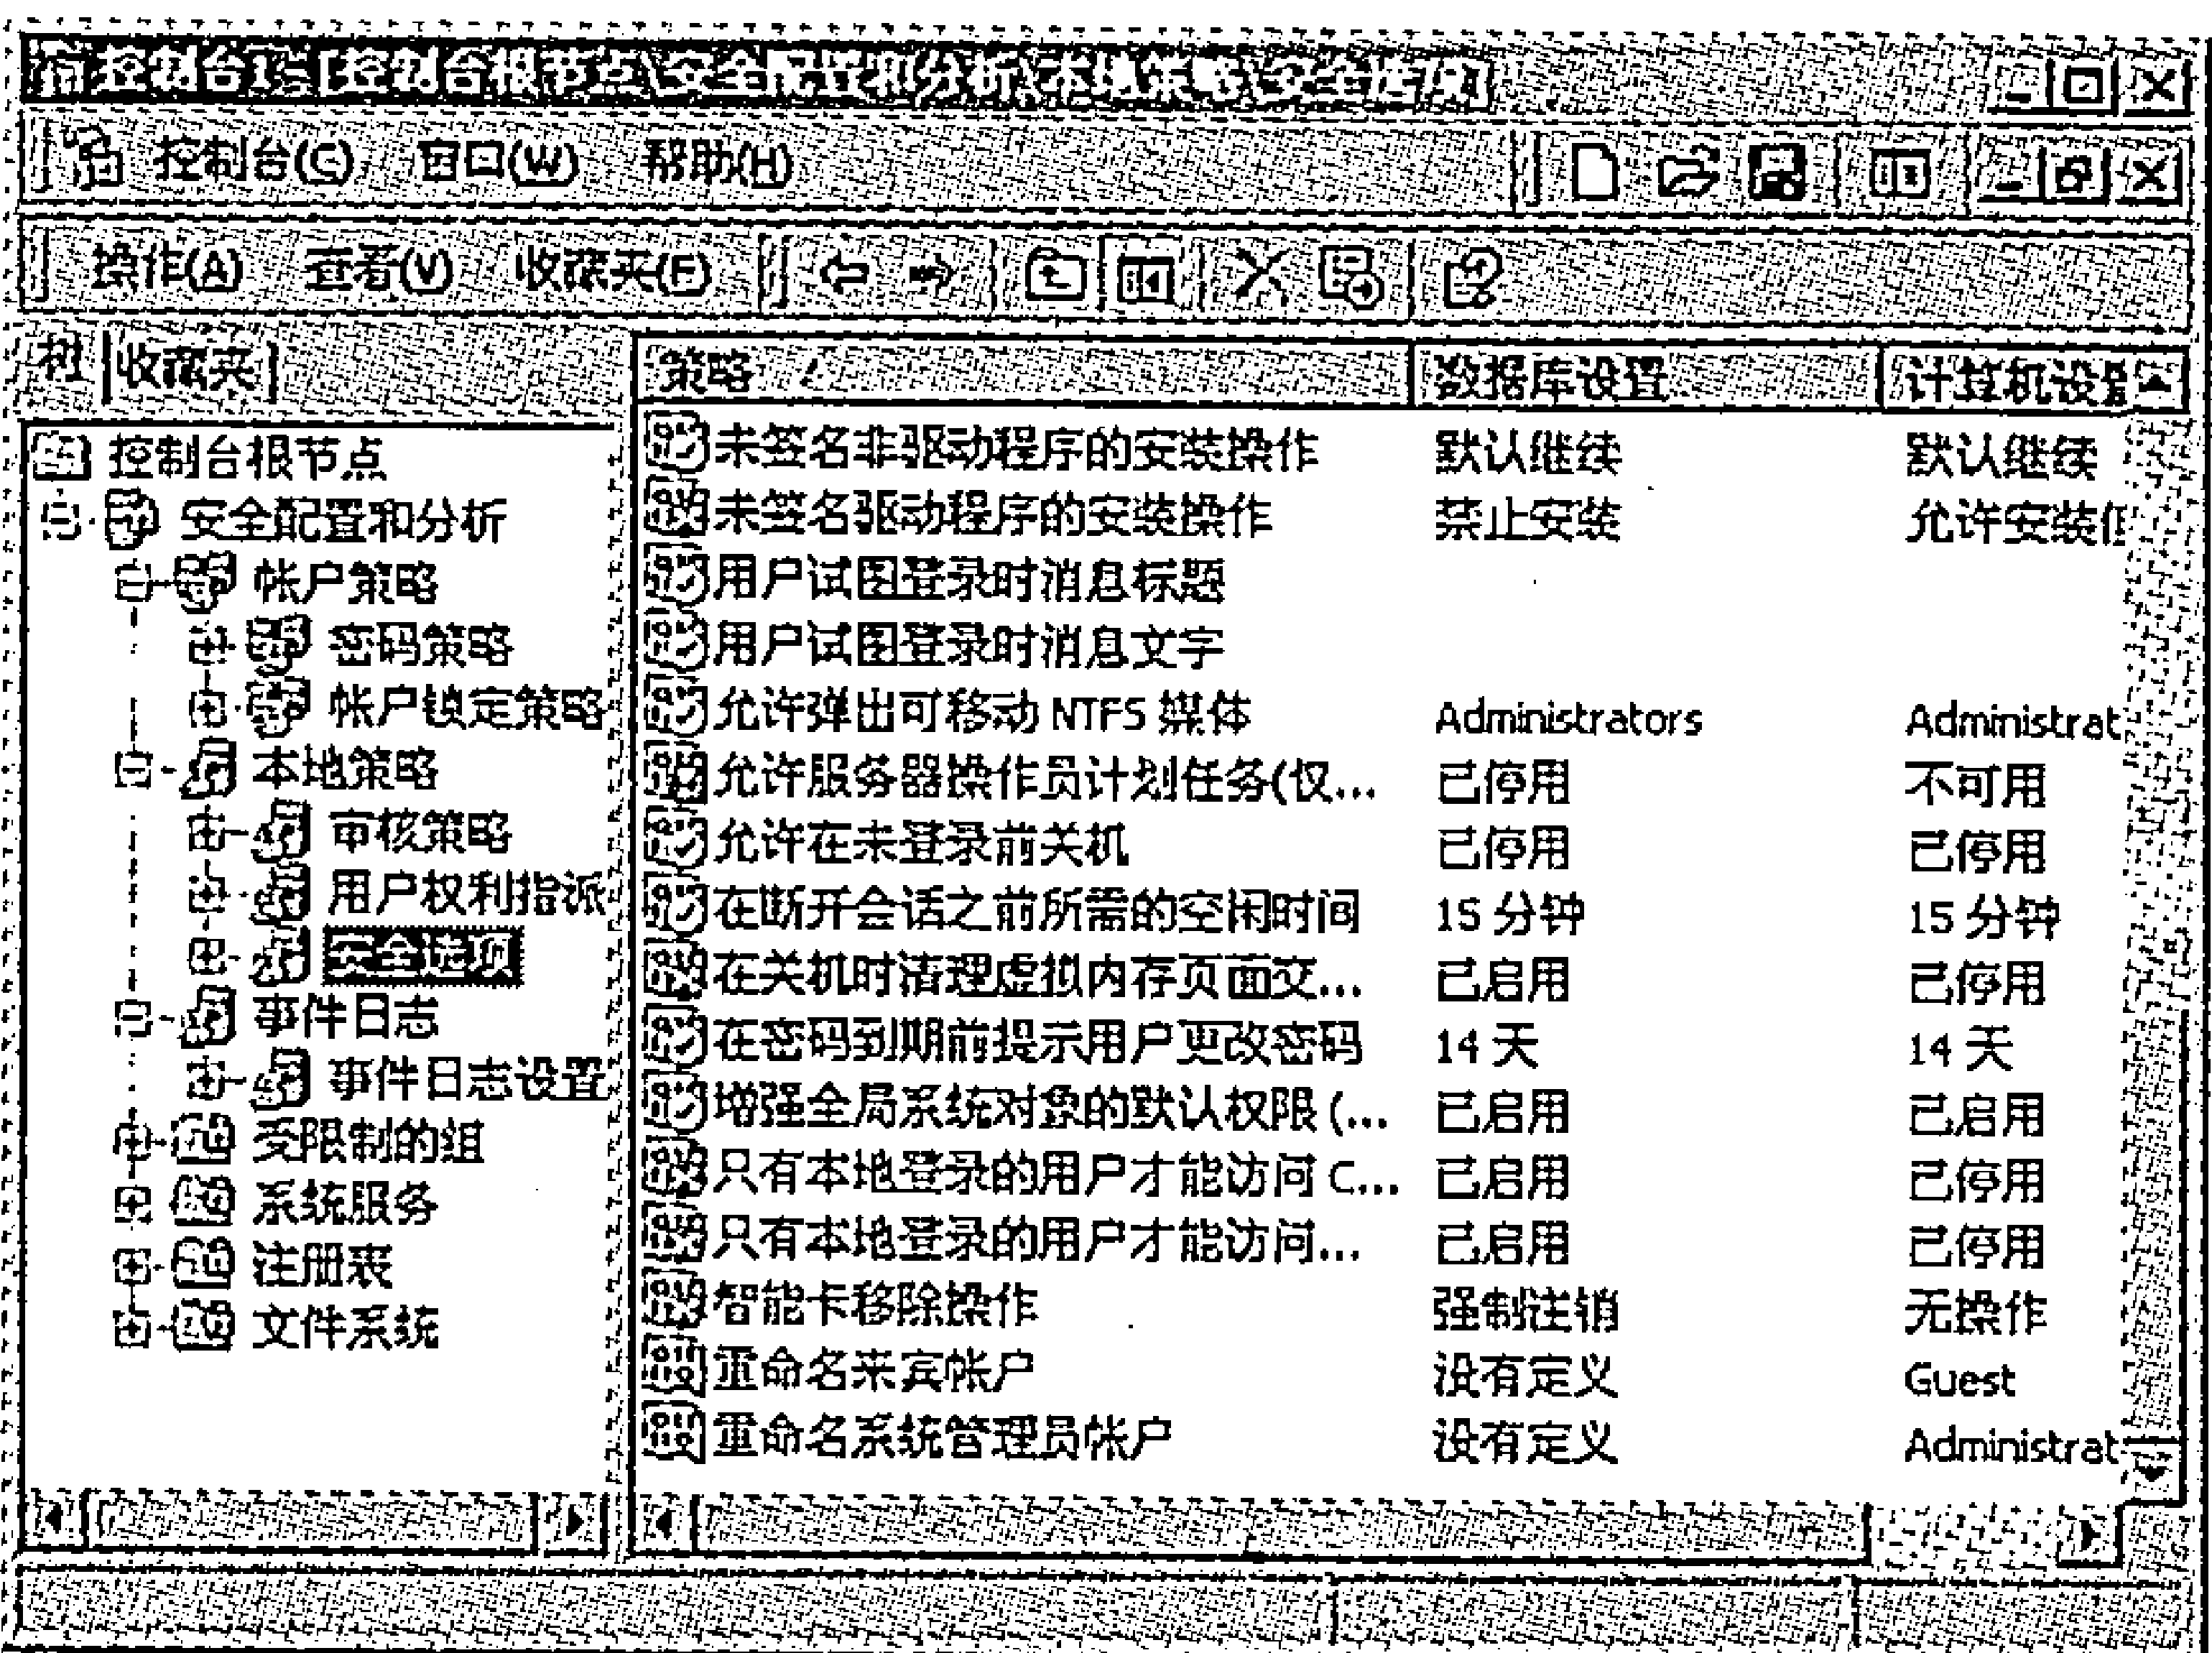 控制台1 - [控制台根节点\安全配置和分析\本地策略\安全选项]
控制台(C) 窗口(W) 帮助(H)
操作(A) 查看(V) 收藏夹(F)
树 收藏夹
策略 数据库设置 计算机设置
控制台根节点
安全配置和分析
帐户策略
密码策略
帐户锁定策略
本地策略
审核策略
用户权利指派
安全选项
事件日志
事件日志设置
受限制的组
系统服务
注册表
文件系统
未签名非驱动程序的安装操作 默认继续 默认继续
未签名驱动程序的安装操作 禁止安装 允许安装但
用户试图登录时消息标题
用户试图登录时消息文字
允许弹出可移动 NTFS 媒体 Administrators Administrat
允许服务器操作员计划任务(仅... 已停用 不可用
允许在未登录前关机 已停用 已停用
在断开会话之前所需的空闲时间 15 分钟 15 分钟
在关机时清理虚拟内存页面交... 已启用 已停用
在密码到期前提示用户更改密码 14 天 14 天
增强全局系统对象的默认权限 (... 已启用 已启用
只有本地登录的用户才能访问 C... 已启用 已停用
只有本地登录的用户才能访问... 已启用 已停用
智能卡移除操作 强制注销 无操作
重命名来宾帐户 没有定义 Guest
重命名系统管理员帐户 没有定义 Administrat